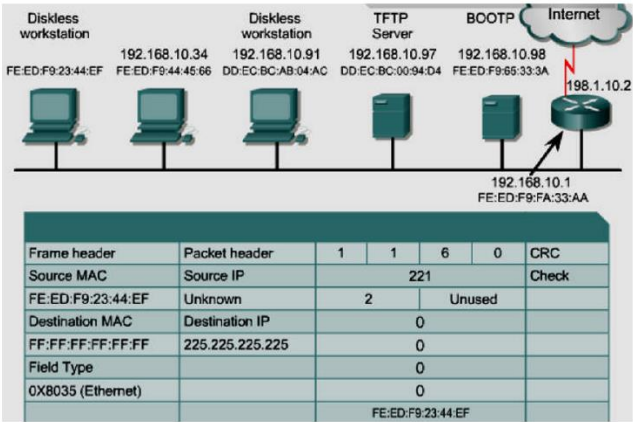 Diskless
workstation
Diskless
workstation
TFTP
Server
BOOTP
Internet
192.168.10.34
192.168.10.91
192.168.10.97
192.168.10.98
FE:ED:F9:23:44:EF
FE:ED:F9:44:45:66
DD:EC:BC:AB:04:AC
DD:EC:BC:00:94:D4
FE:ED:F9:65:33:3A
198.1.10.2
192.168.10.1
FE:ED:F9:FA:33:AA
Frame header Packet header 1 1 6 0 CRC
Source MAC Source IP 221 Check
FE:ED:F9:23:44:EF Unknown 2 Unused
Destination MAC Destination IP 0
FF:FF:FF:FF:FF:FF 225.225.225.225 0
Field Type 0
0X8035 (Ethernet) 0
FE:ED:F9:23:44:EF